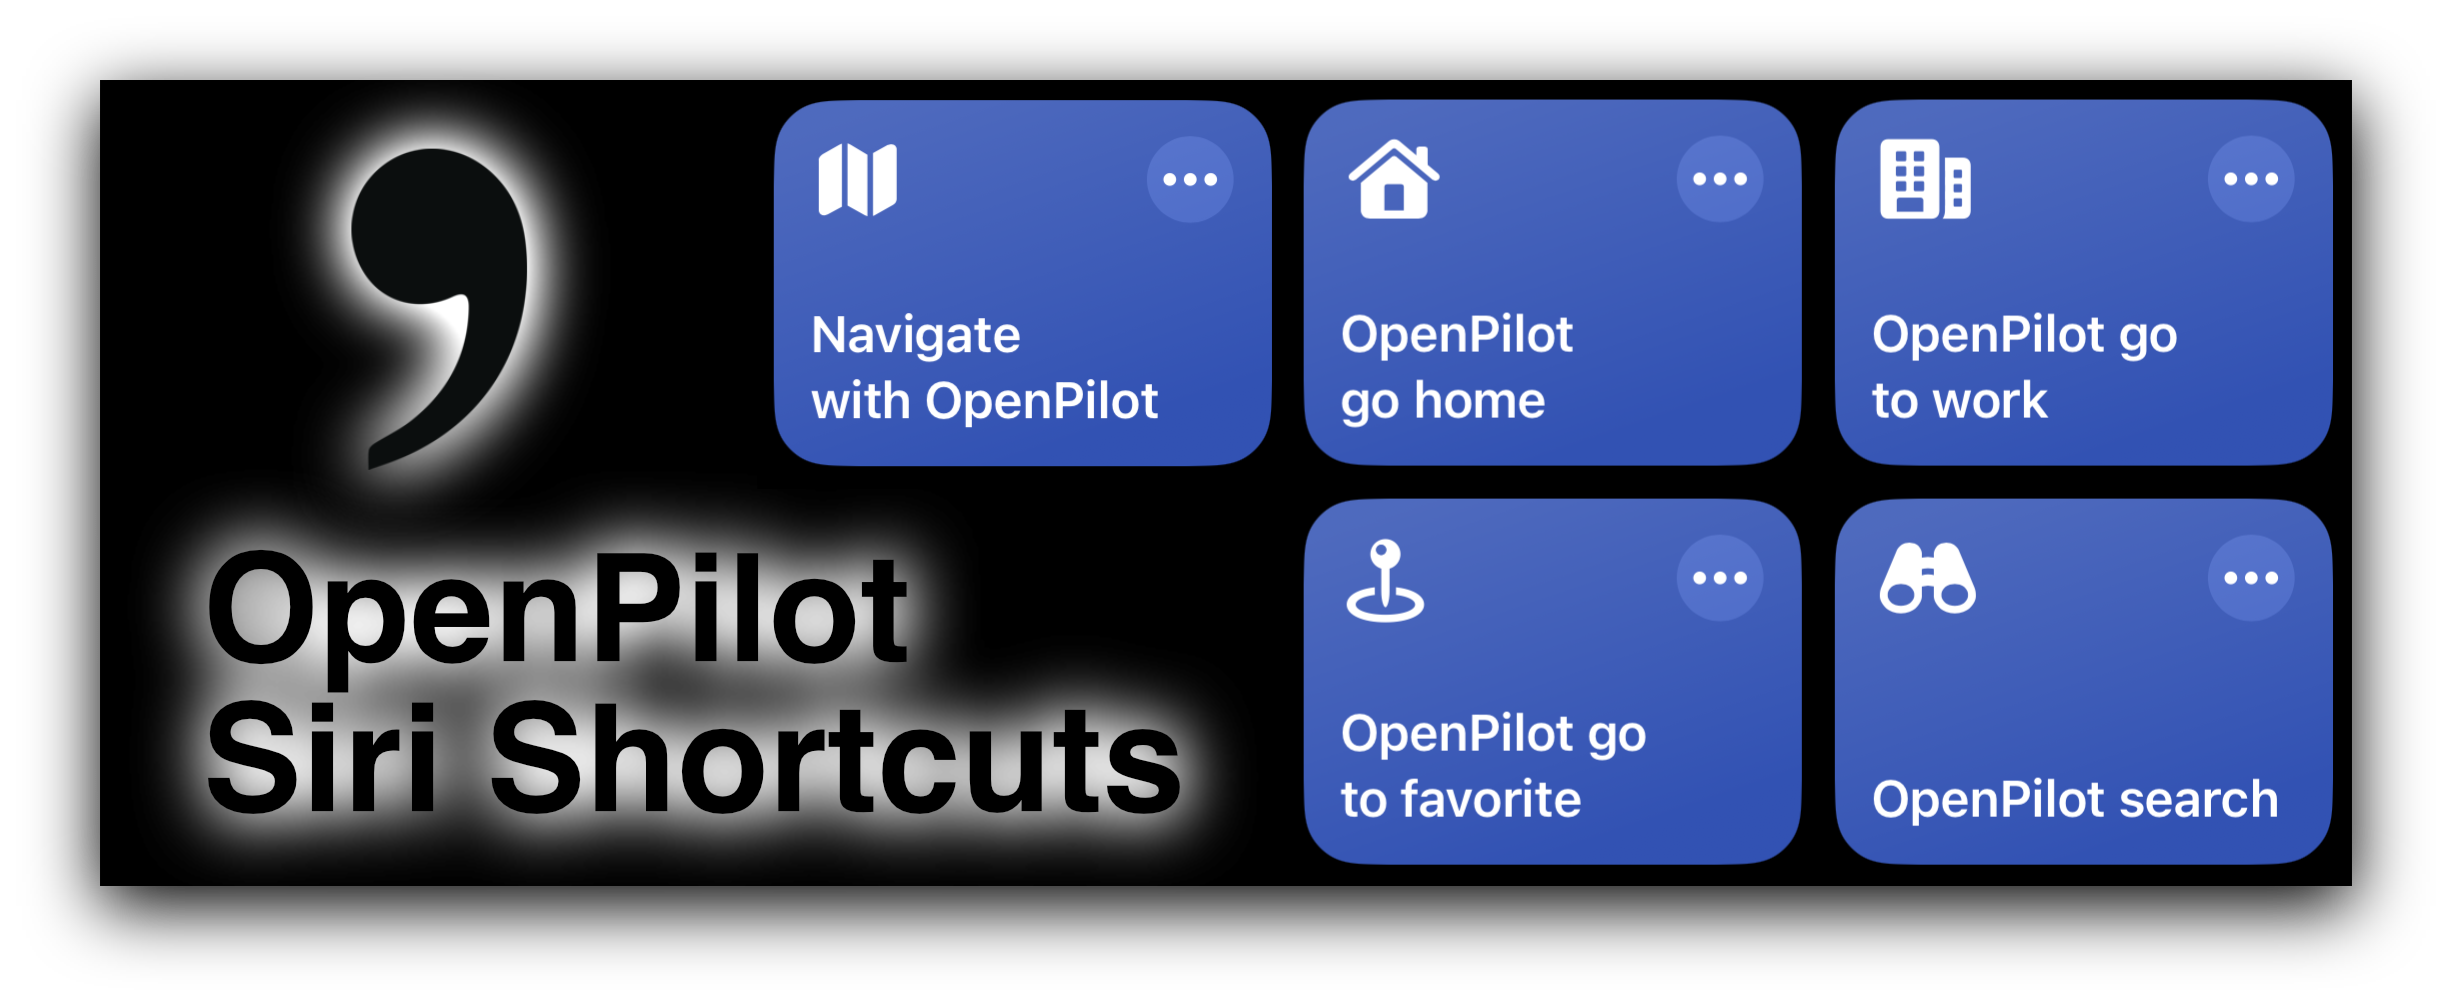 Navigate
with OpenPilot
OpenPilot
go home
OpenPilot go
to work
OpenPilot
Siri Shortcuts
OpenPilot go
to favorite
OpenPilot search